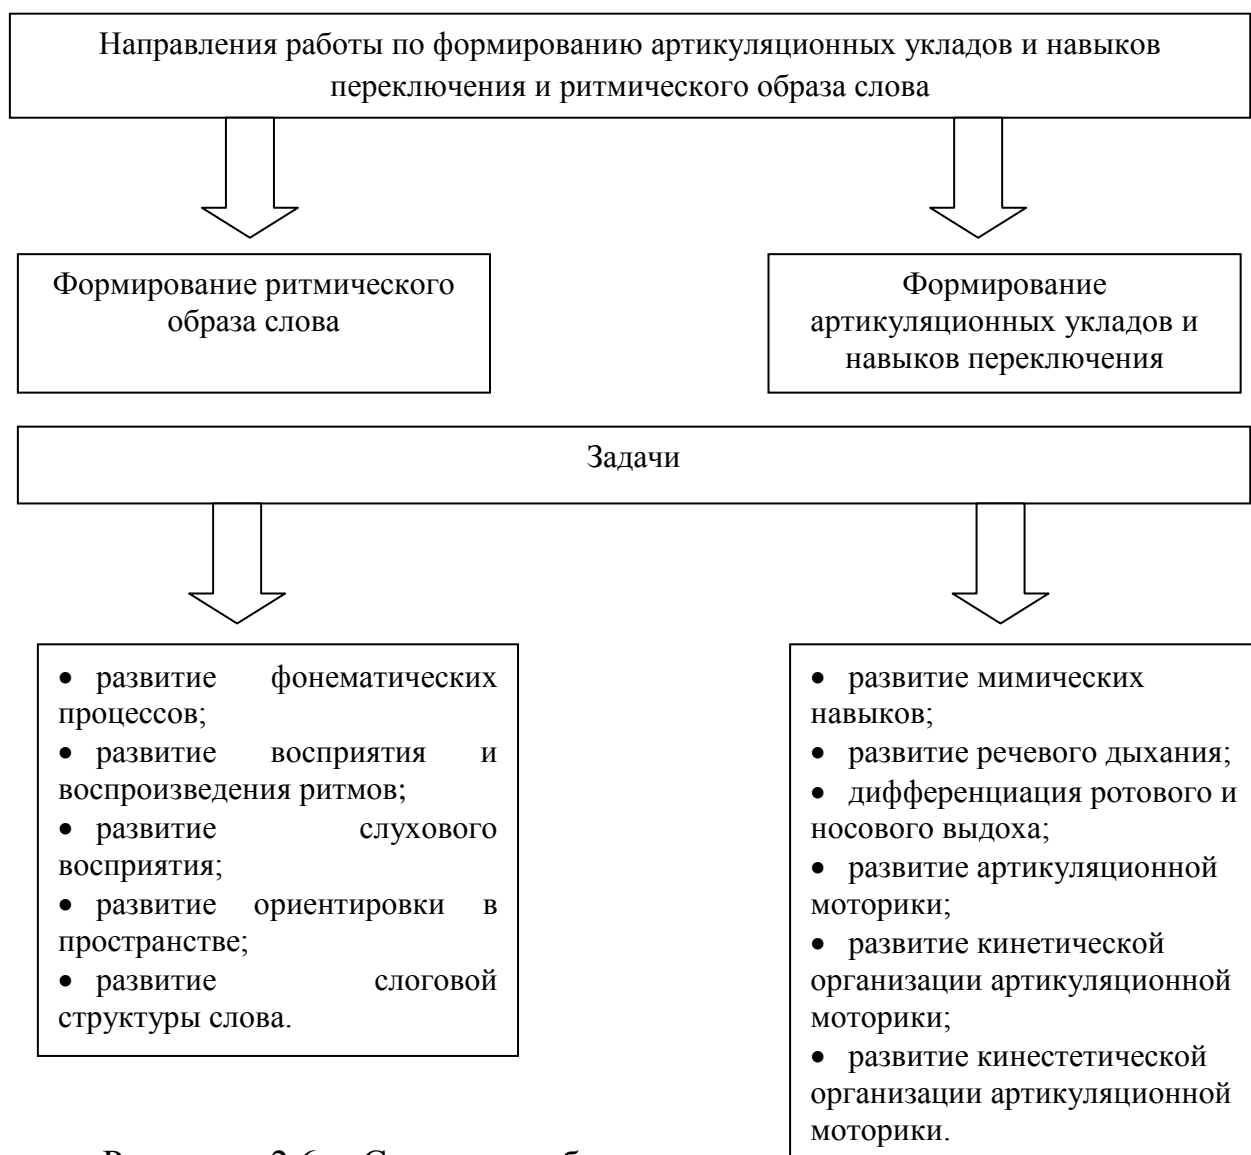 Направления работы по формированию артикуляционных укладов и навыков
переключения и ритмического образа слова
Формирование ритмического
образа слова
Формирование
артикуляционных укладов и
навыков переключения
Задачи
• развитие фонематических
процессов;
• развитие восприятия и
воспроизведения ритмов;
• развитие слухового
восприятия;
• развитие ориентировки в
пространстве;
• развитие слоговой
структуры слова.
• развитие мимических
навыков;
• развитие речевого дыхания;
• дифференциация ротового и
носового выдоха;
• развитие артикуляционной
моторики;
• развитие кинетической
организации артикуляционной
моторики;
• развитие кинестетической
организации артикуляционной
моторики.
2.6